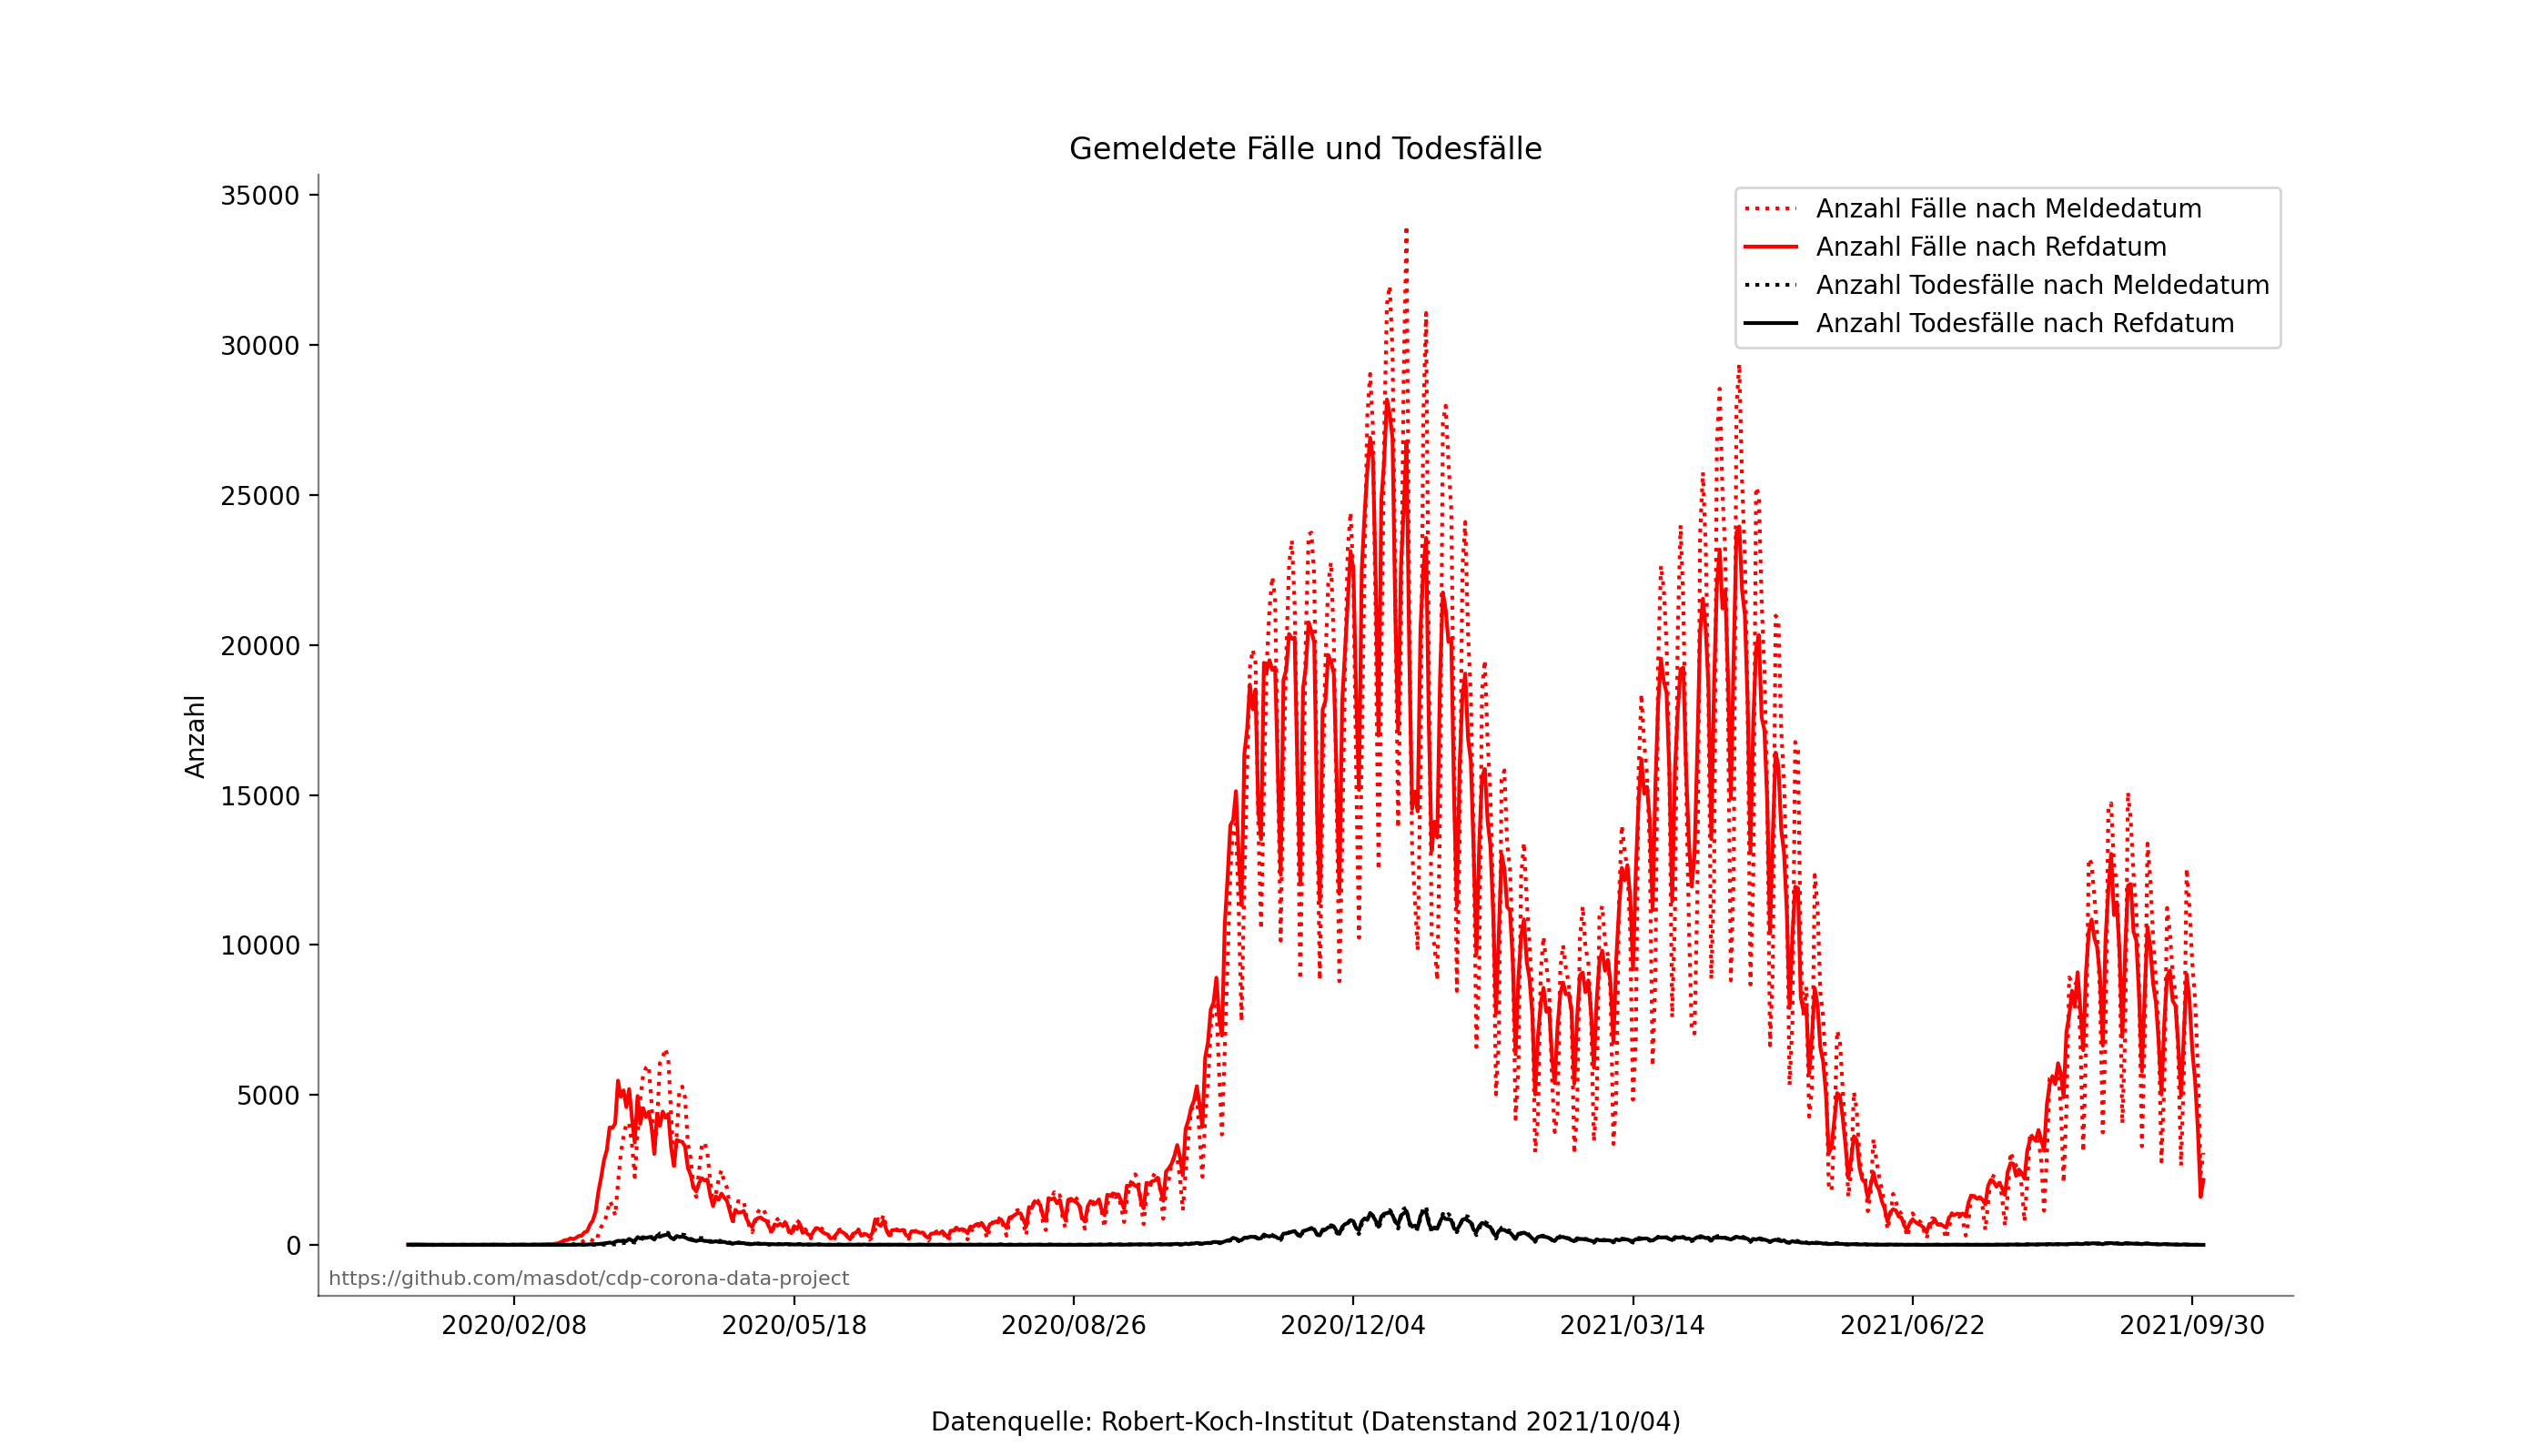 Gemeldete Fälle und Todesfälle
35000
30000
25000
20000
15000
10000
5000
0
Anzahl
Anzahl Fälle nach Meldedatum
Anzahl Fälle nach Refdatum
Anzahl Todesfälle nach Meldedatum
Anzahl Todesfälle nach Refdatum
https://github.com/masdot/cdp-corona-data-project
2020/02/08 2020/05/18 2020/08/26 2020/12/04 2021/03/14 2021/06/22 2021/09/30
Datenquelle: Robert-Koch-Institut (Datenstand 2021/10/04)